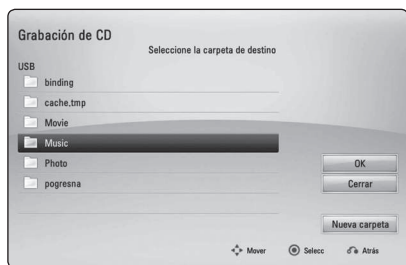 Grabación de CD
Seleccione la carpeta de destino
USB
binding
cache.tmp
Movie
Music
Photo
pogresna
OK
Cerrar
Nueva carpeta
Mover Selecc Atrás